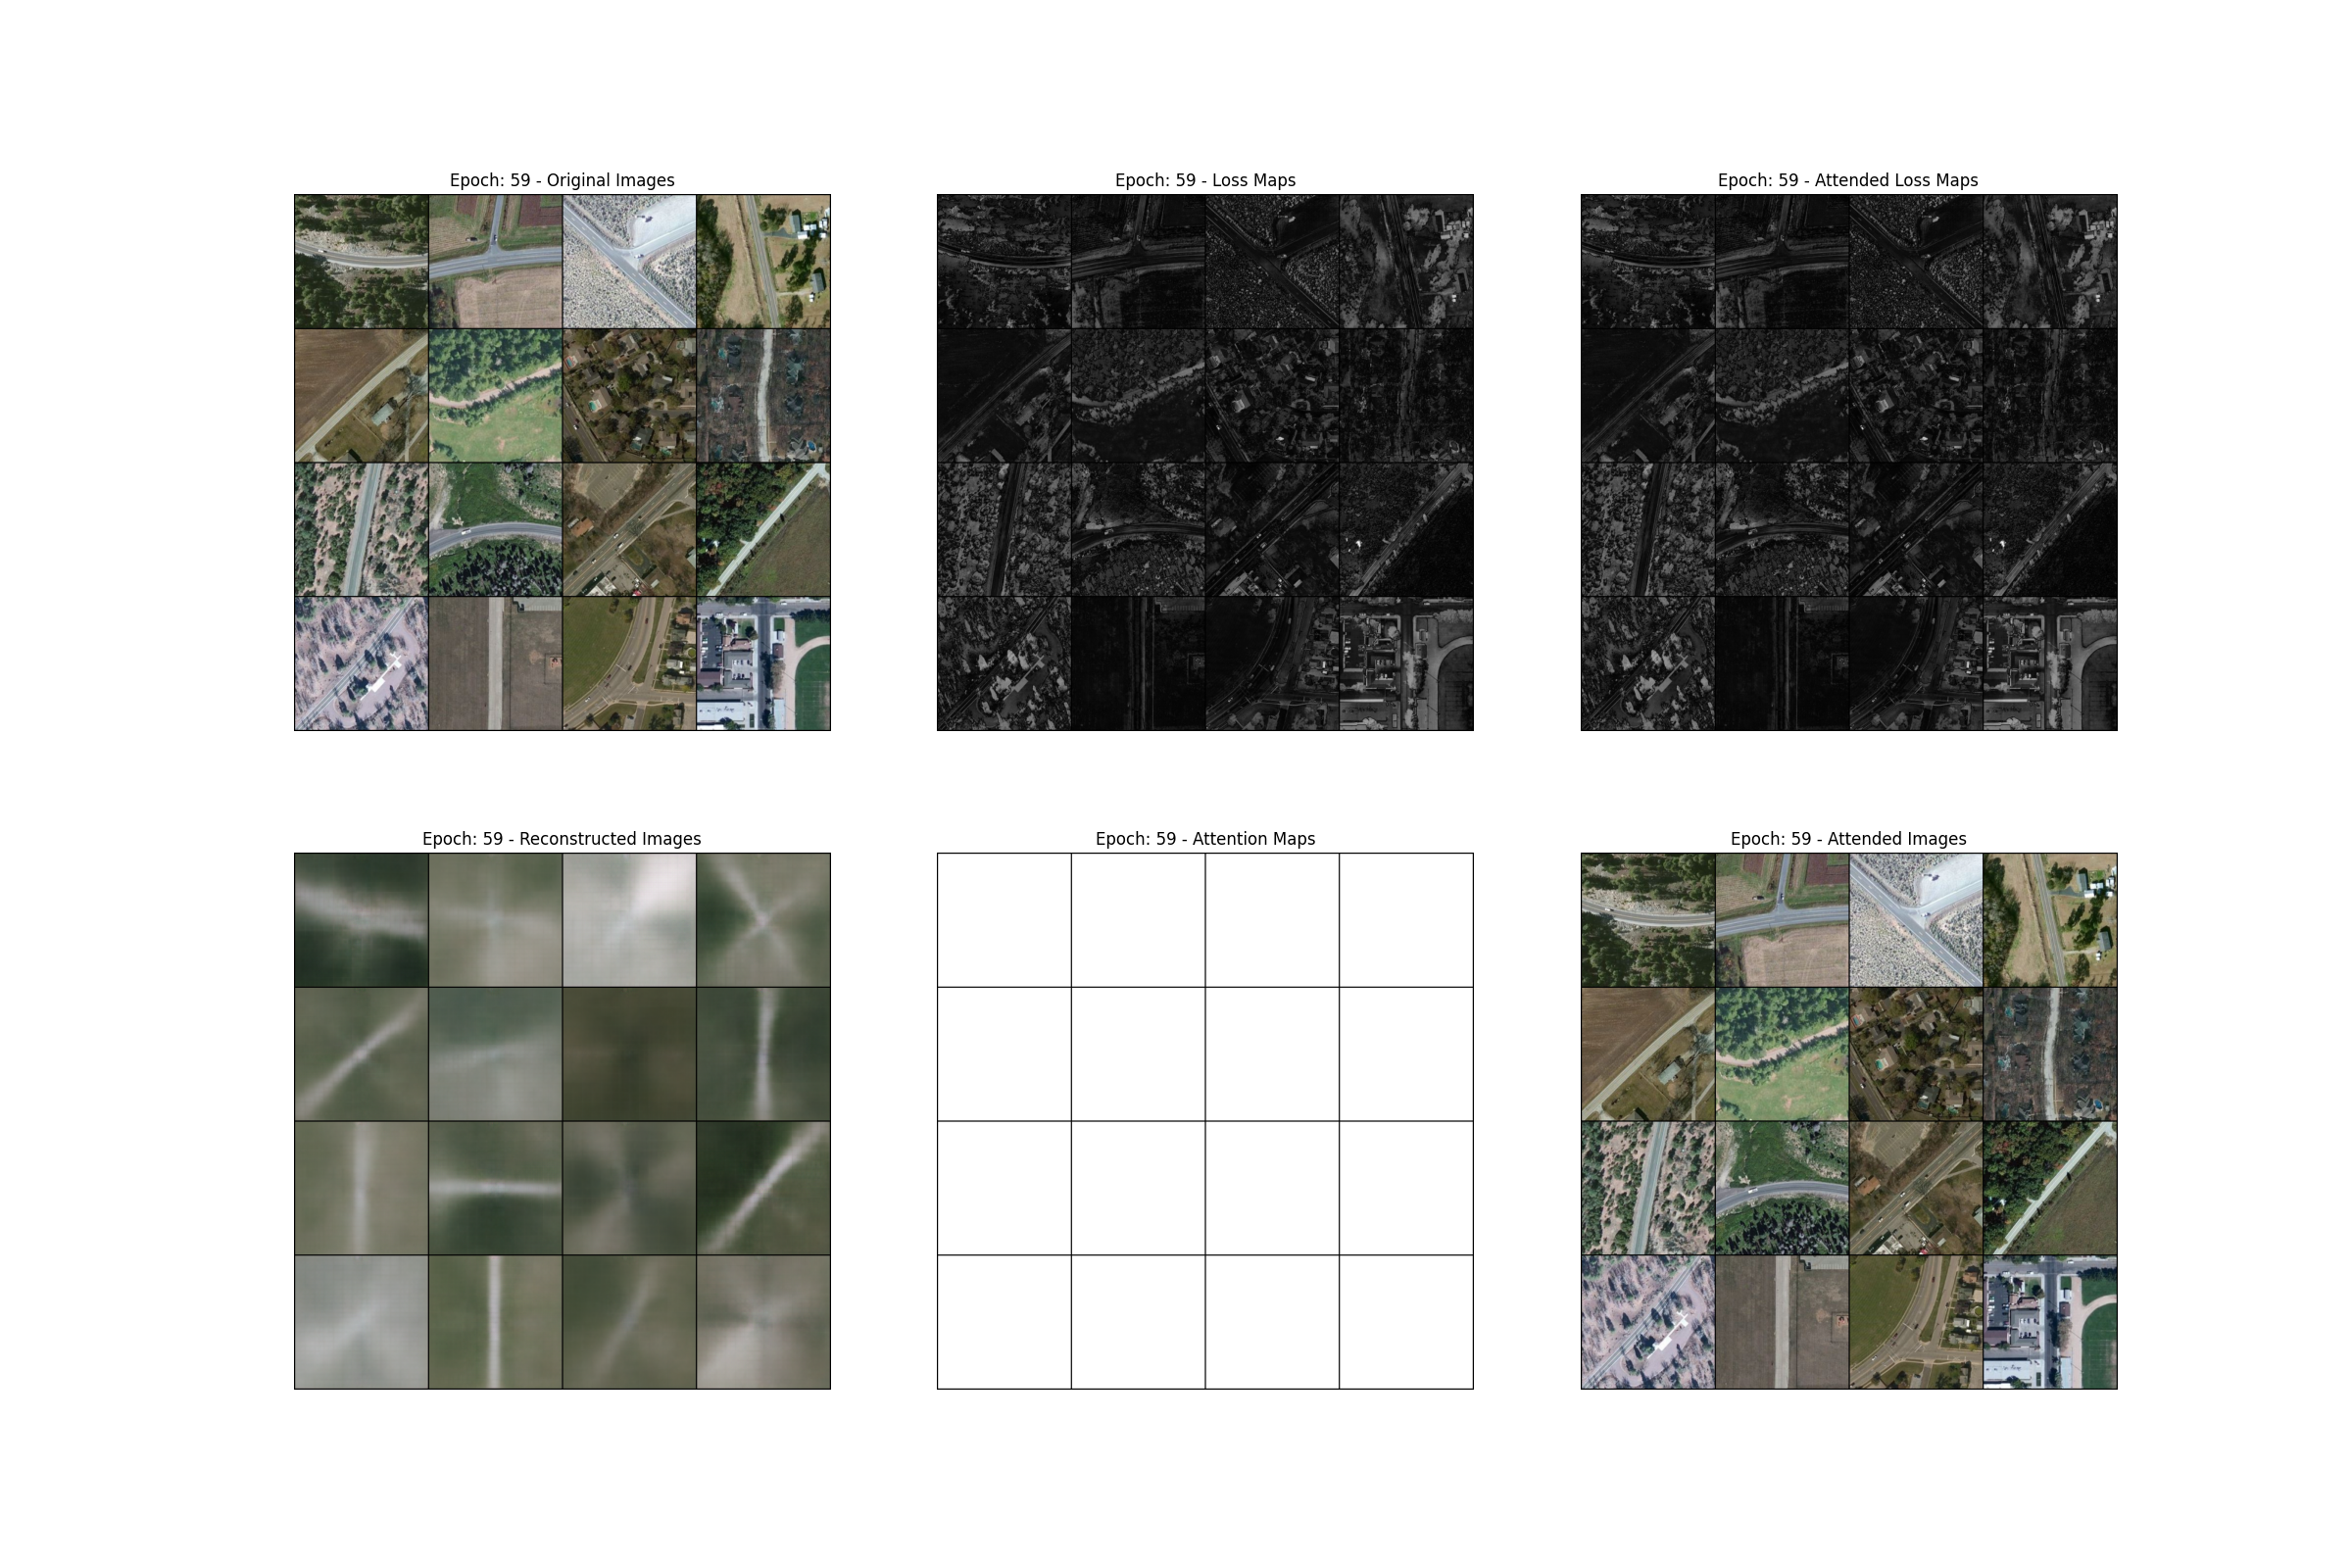 Epoch: 59 - Original Images
Epoch: 59 - Loss Maps
Epoch: 59 - Attended Loss Maps
Epoch: 59 - Reconstructed Images
Epoch: 59 - Attention Maps
Epoch: 59 - Attended Images